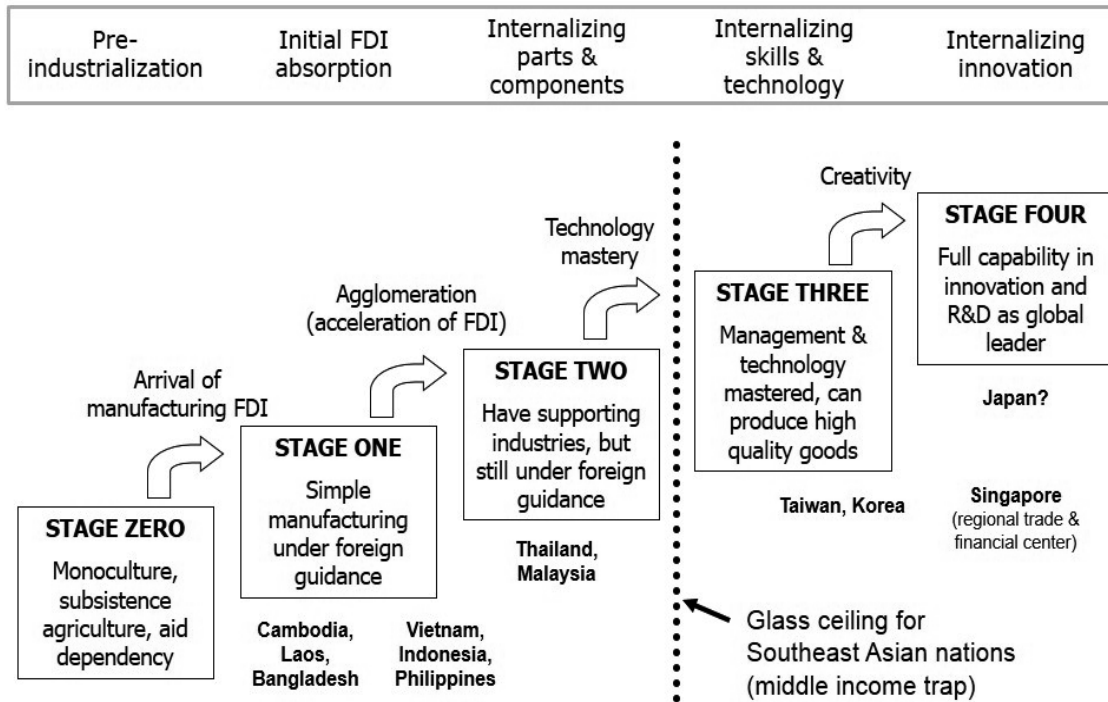 Pre-
industrialization
Initial FDI
absorption
Internalizing
parts &
components
Internalizing
skills &
technology
Internalizing
innovation
Creativity
STAGE FOUR
Full capability in
innovation and
R&D as global
leader
Japan?
Singapore
(regional trade &
financial center)
Technology
mastery
STAGE THREE
Management &
technology
mastered, can
produce high
quality goods
Taiwan, Korea
Agglomeration
(acceleration of FDI)
STAGE TWO
Have supporting
industries, but
still under foreign
guidance
Thailand,
Malaysia
Arrival of
manufacturing FDI
STAGE ONE
Simple
manufacturing
under foreign
guidance
Cambodia,
Laos,
Bangladesh
Vietnam,
Indonesia,
Philippines
STAGE ZERO
Monoculture,
subsistence
agriculture, aid
dependency
Glass ceiling for
Southeast Asian nations
(middle income trap)